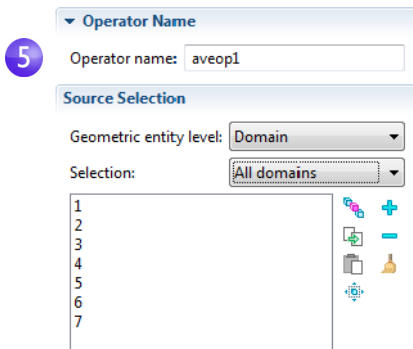 Operator Name
5
Operator name: aveop1
Source Selection
Geometric entity level: Domain
Selection: All domains
1
2
3
4
5
6
7